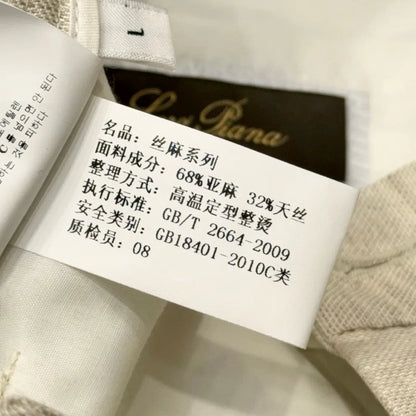 1
Loro Piana
名品: 丝麻系列
面料成分: 68%亚麻 32%天丝
整理方式: 高温定型整烫
执行标准: GB/T 2664-2009
安全类别: GB18401-2010C类
质检员: 08